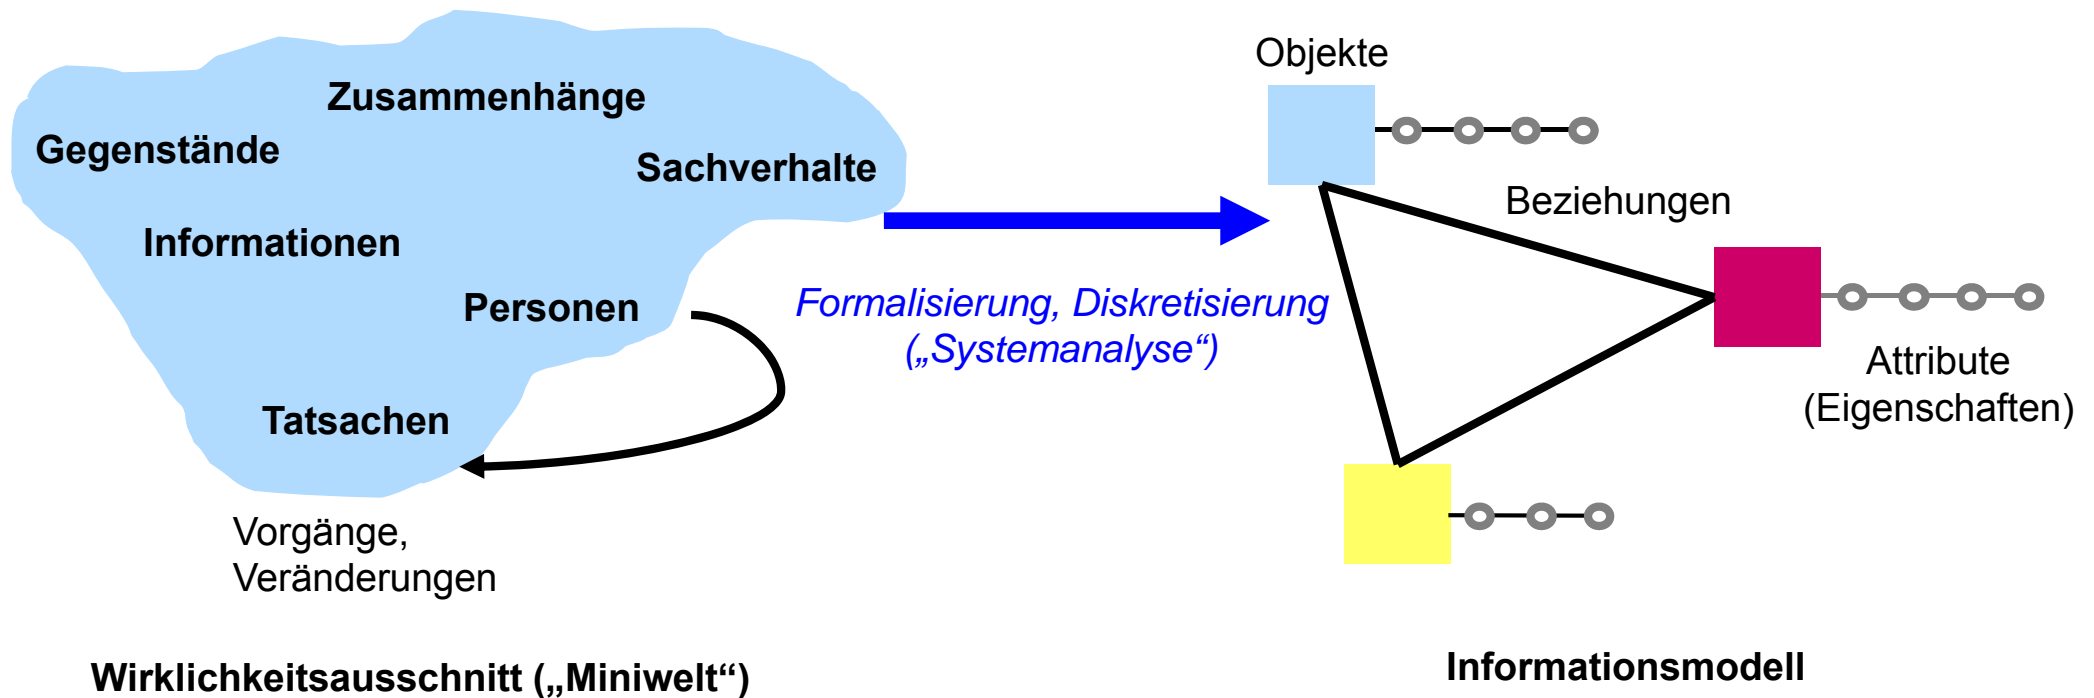 Zusammenhänge
Gegenstände
Sachverhalte
Informationen
Personen
Tatsachen
Vorgänge,
Veränderungen
Wirklichkeitsausschnitt („Miniwelt“)
Formalisierung, Diskretisierung
(„Systemanalyse“)
Objekte
Beziehungen
Attribute
(Eigenschaften)
Informationsmodell